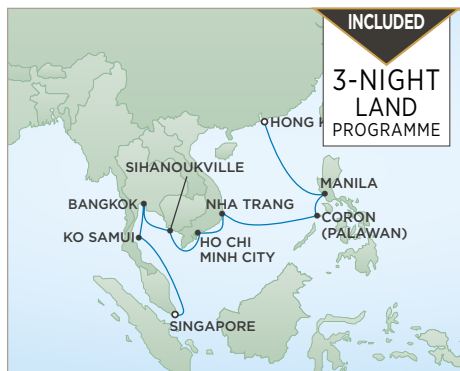 INCLUDED
3-NIGHT
LAND
PROGRAMME
HONG
SIHANOUKVILLE
MANILA
BANGKOK
NHA TRANG
CORON
(PALAWAN)
KO SAMUI
HO CHI
MINH CITY
SINGAPORE